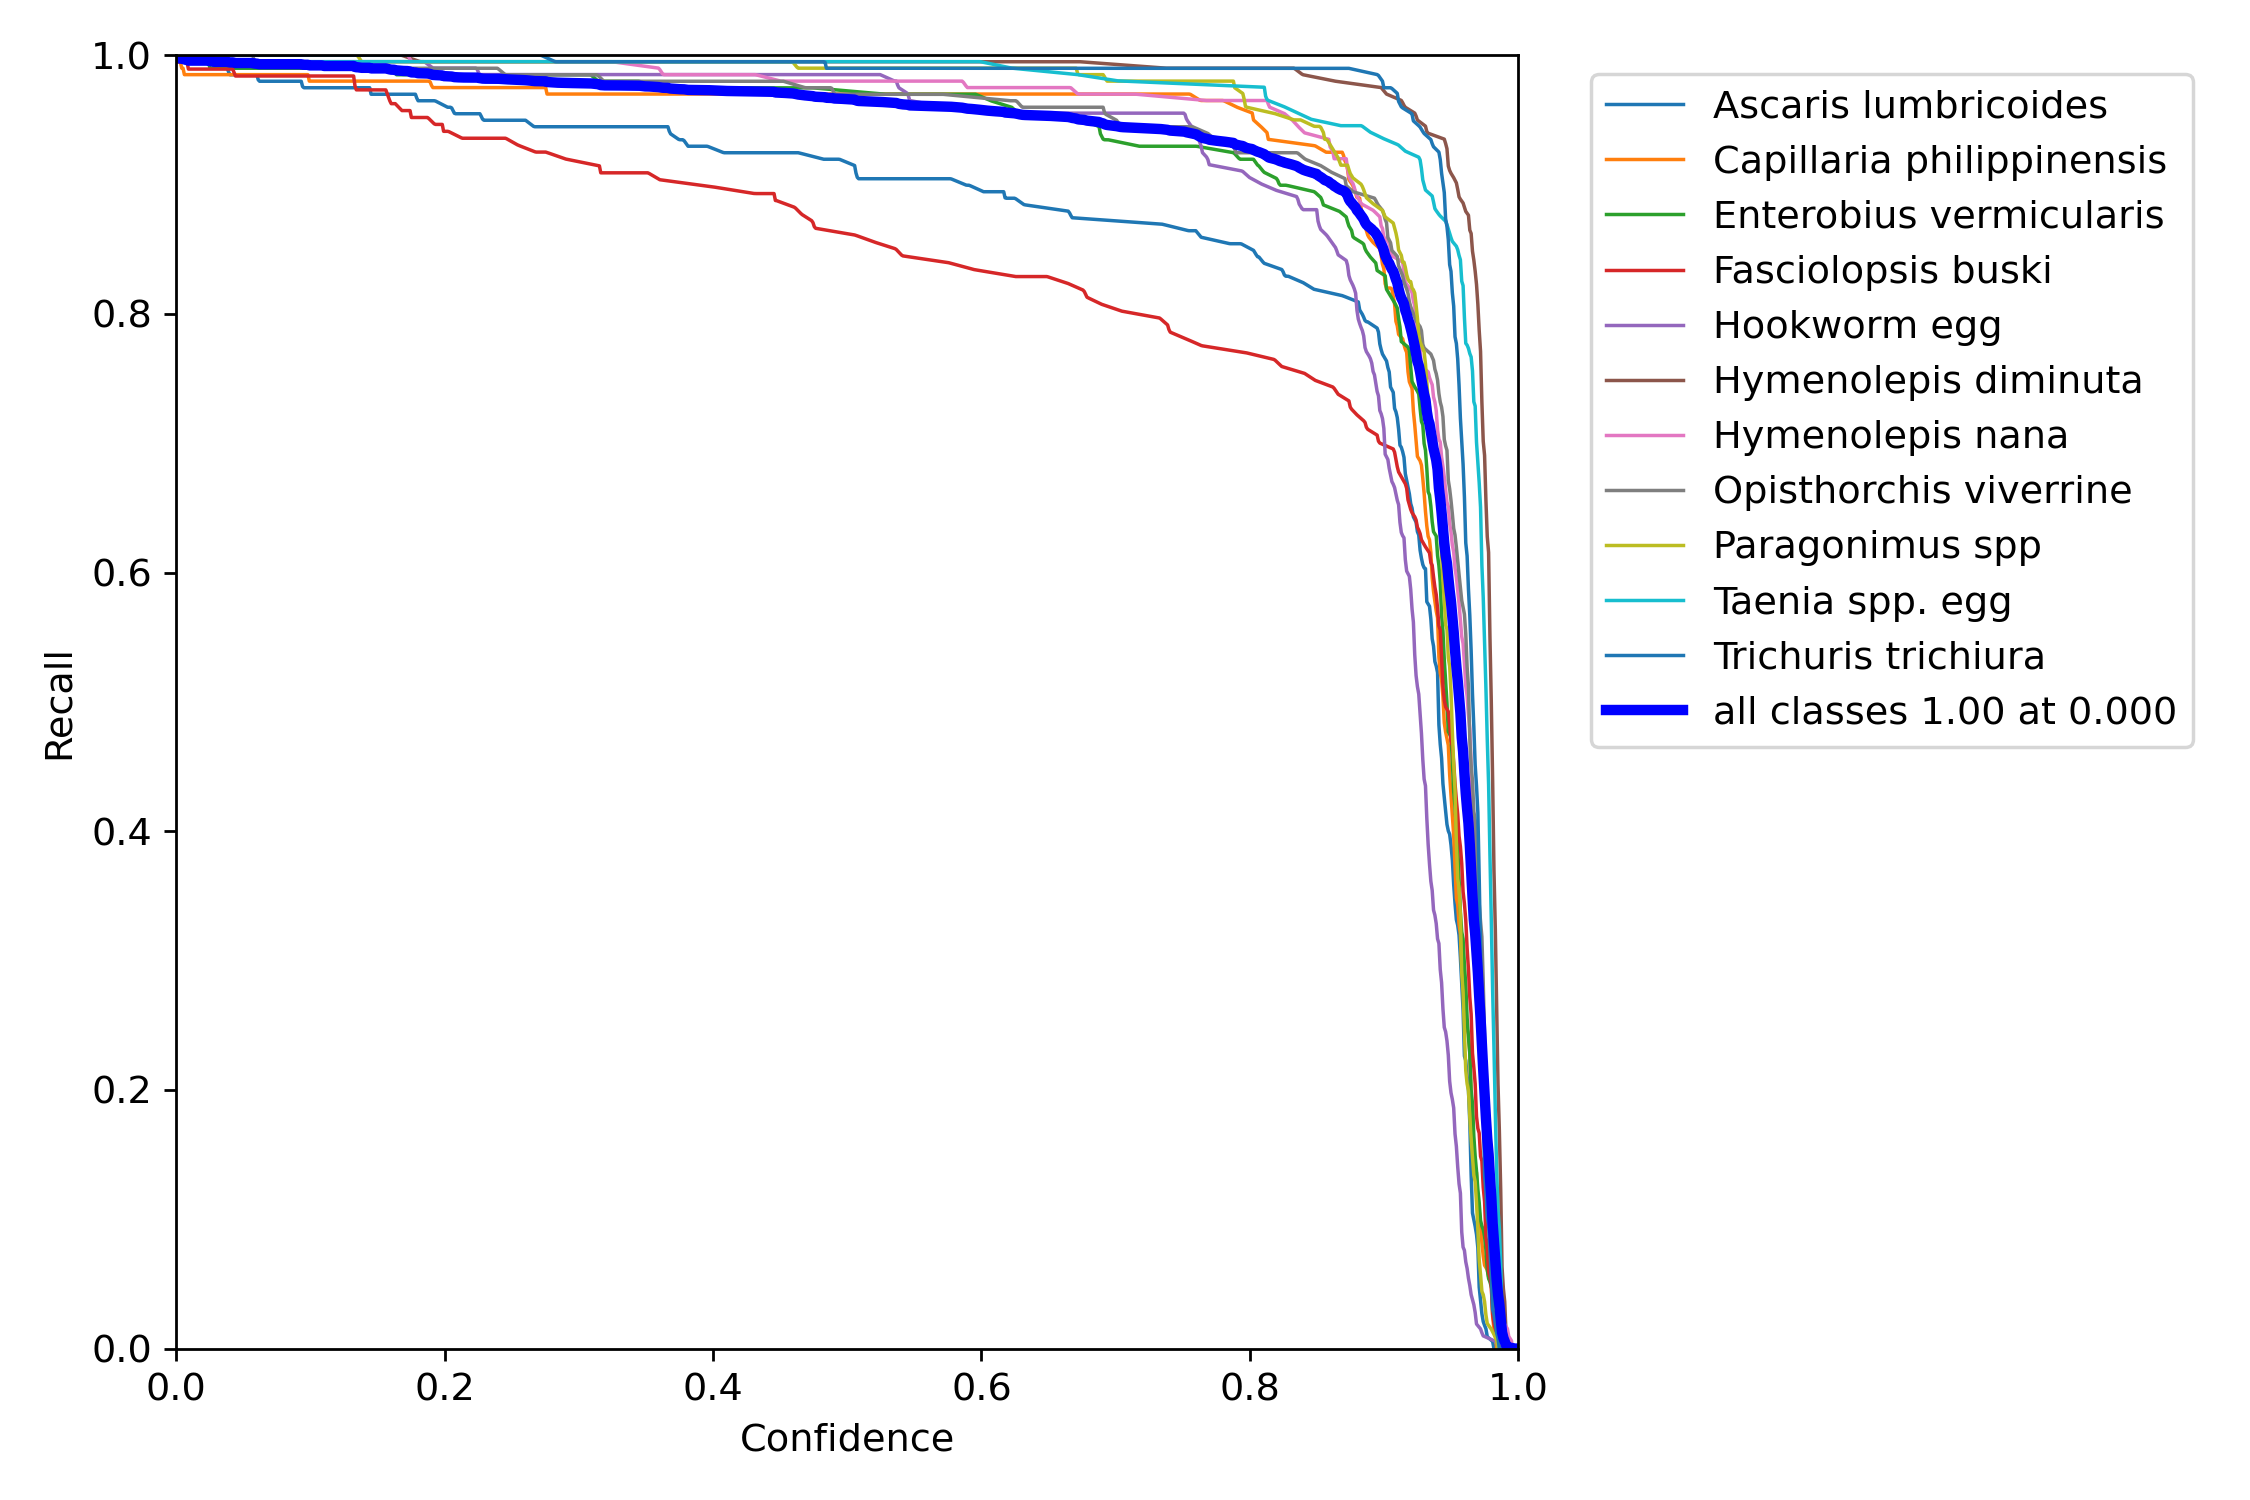 1.0
0.8
0.6
0.4
0.2
0.0
Recall
0.0 0.2 0.4 0.6 0.8 1.0
Confidence
Ascaris lumbricoides
Capillaria philippinensis
Enterobius vermicularis
Fasciolopsis buski
Hookworm egg
Hymenolepis diminuta
Hymenolepis nana
Opisthorchis viverrine
Paragonimus spp
Taenia spp. egg
Trichuris trichiura
all classes 1.00 at 0.000